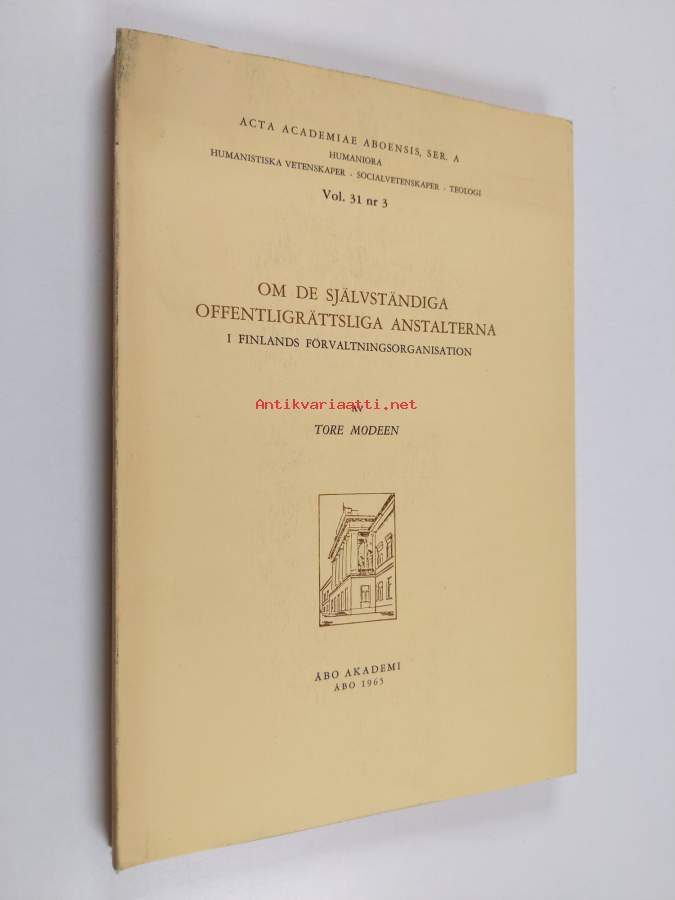 ACTA ACADEMIAE ABOENSIS, SER. A
HUMANIORA
HUMANISTISKA VETENSKAPER · SOCIALVETENSKAPER · TEOLOGI
Vol. 31 nr 3
OM DE SJÄLVSTÄNDIGA
OFFENTLIGRÄTTSLIGA ANSTALTERNA
I FINLANDS FÖRVALTNINGSORGANISATION
Antikvariaatti.net
AV
TORE MODEEN
ÅBO AKADEMI
ÅBO 1965